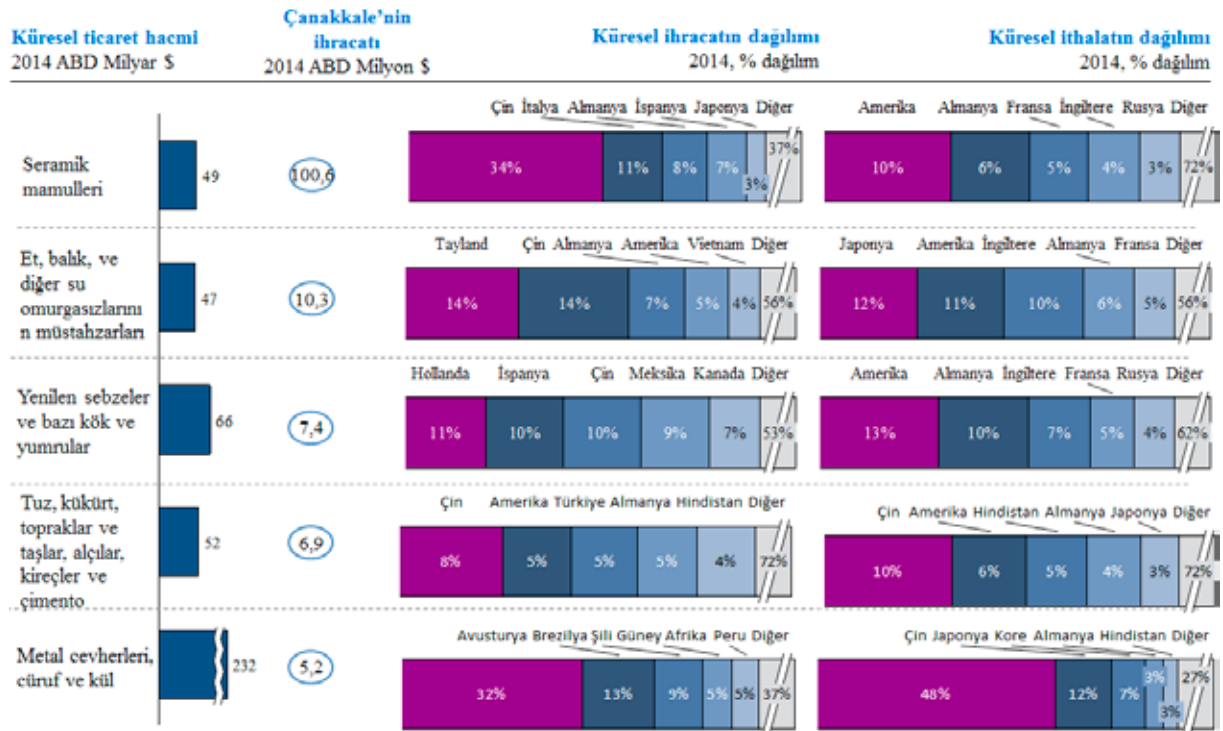 Küresel ticaret hacmi
2014 ABD Milyar $
Çanakkale’nin
ihracatı
2014 ABD Milyon $
Küresel ihracatın dağılımı
2014, % dağılım
Küresel ithalatın dağılımı
2014, % dağılım
Seramik
mamulleri
49
100,6
Çin İtalya Almanya İspanya Japonya Diğer
34% 11% 8% 7% 3% 37%
Amerika Almanya Fransa İngiltere Rusya Diğer
10% 6% 5% 4% 3% 72%
Et, balık, ve
diğer su
omurgasızlarını
n müstahzarları
47
10,3
Tayland Çin Almanya Amerika Vietnam Diğer
14% 14% 7% 5% 4% 56%
Japonya Amerika İngiltere Almanya Fransa Diğer
12% 11% 10% 6% 5% 56%
Yenilen sebzeler
ve bazı kök ve
yumrular
66
7,4
Hollanda İspanya Çin Meksika Kanada Diğer
11% 10% 10% 9% 7% 53%
Amerika Almanya İngiltere Fransa Rusya Diğer
13% 10% 7% 5% 4% 62%
Tuz, kükürt,
topraklar ve
taşlar, alçılar,
kireçler ve
çimento
52
6,9
Çin Amerika Türkiye Almanya Hindistan Diğer
8% 5% 5% 5% 4% 72%
Çin Amerika Hindistan Almanya Japonya Diğer
10% 6% 5% 4% 3% 72%
Metal cevherleri,
cüruf ve kül
232
5,2
Avusturya Brezilya Şili Güney Afrika Peru Diğer
32% 13% 9% 5% 5% 37%
Çin Japonya Kore Almanya Hindistan Diğer
48% 12% 7% 3% 3% 27%